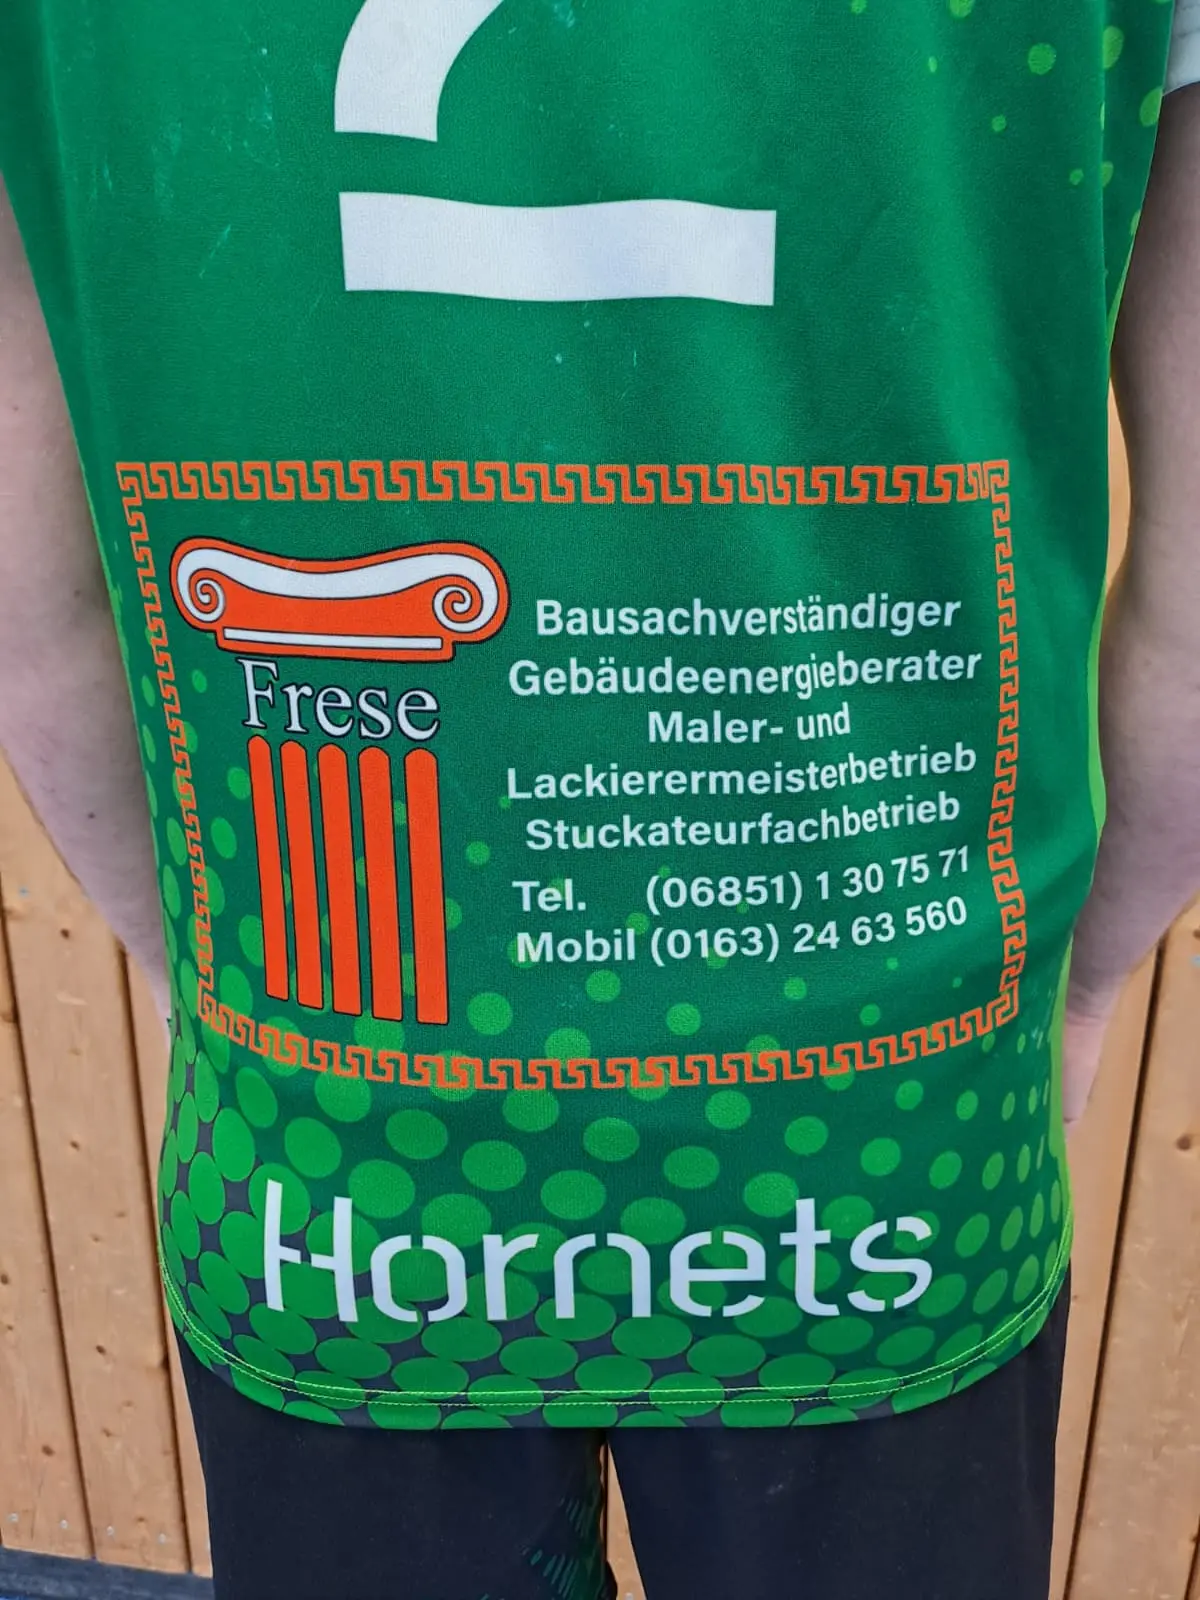 2
Frese
Bausachverständiger
Gebäudeenergieberater
Maler- und
Lackierermeisterbetrieb
Stuckateurfachbetrieb
Tel. (06851) 1 30 75 71
Mobil (0163) 24 63 560
Hornets